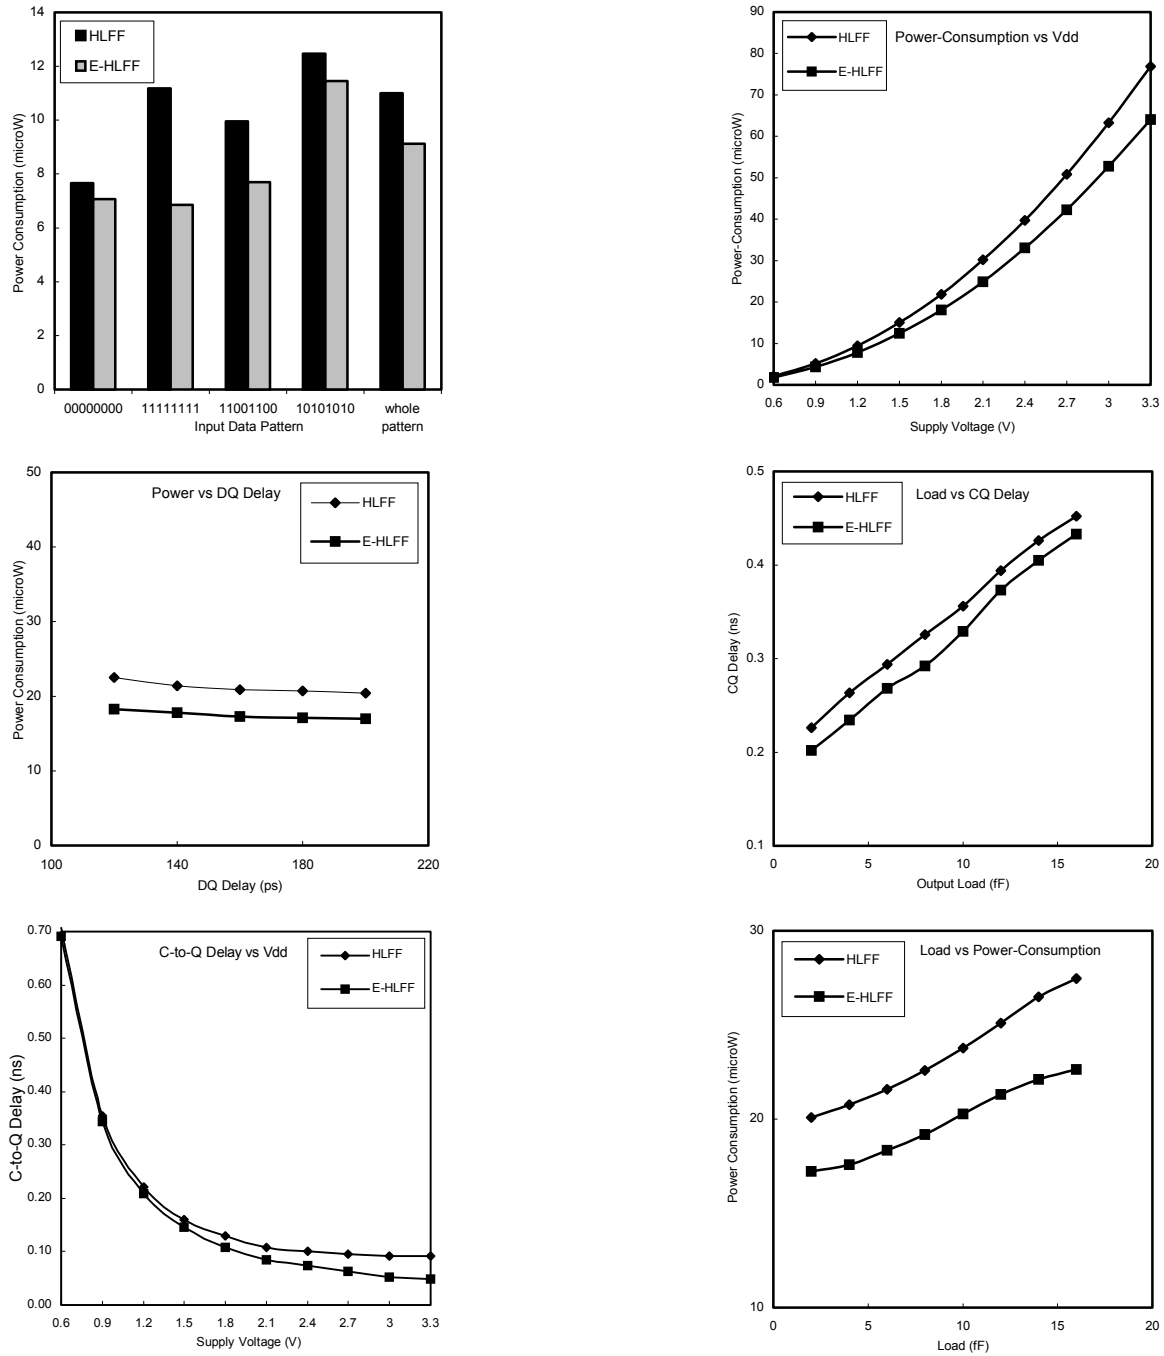 14
12
10
8
6
4
2
0
Power Consumption (microW)
HLFF
E-HLFF
00000000 11111111 11001100 10101010 whole pattern
Input Data Pattern
90
80
70
60
50
40
30
20
10
0
Power-Consumption (microW)
Power-Consumption vs Vdd
HLFF
E-HLFF
0.6 0.9 1.2 1.5 1.8 2.1 2.4 2.7 3 3.3
Supply Voltage (V)
50
40
30
20
10
0
Power Consumption (microW)
Power vs DQ Delay
HLFF
E-HLFF
100 140 180 220
DQ Delay (ps)
0.5
0.4
0.3
0.2
0.1
CQ Delay (ns)
Load vs CQ Delay
HLFF
E-HLFF
0 5 10 15 20
Output Load (fF)
0.70
0.60
0.50
0.40
0.30
0.20
0.10
0.00
C-to-Q Delay (ns)
C-to-Q Delay vs Vdd
HLFF
E-HLFF
0.6 0.9 1.2 1.5 1.8 2.1 2.4 2.7 3 3.3
Supply Voltage (V)
30
20
10
Power Consumption (microW)
Load vs Power-Consumption
HLFF
E-HLFF
0 5 10 15 20
Load (fF)